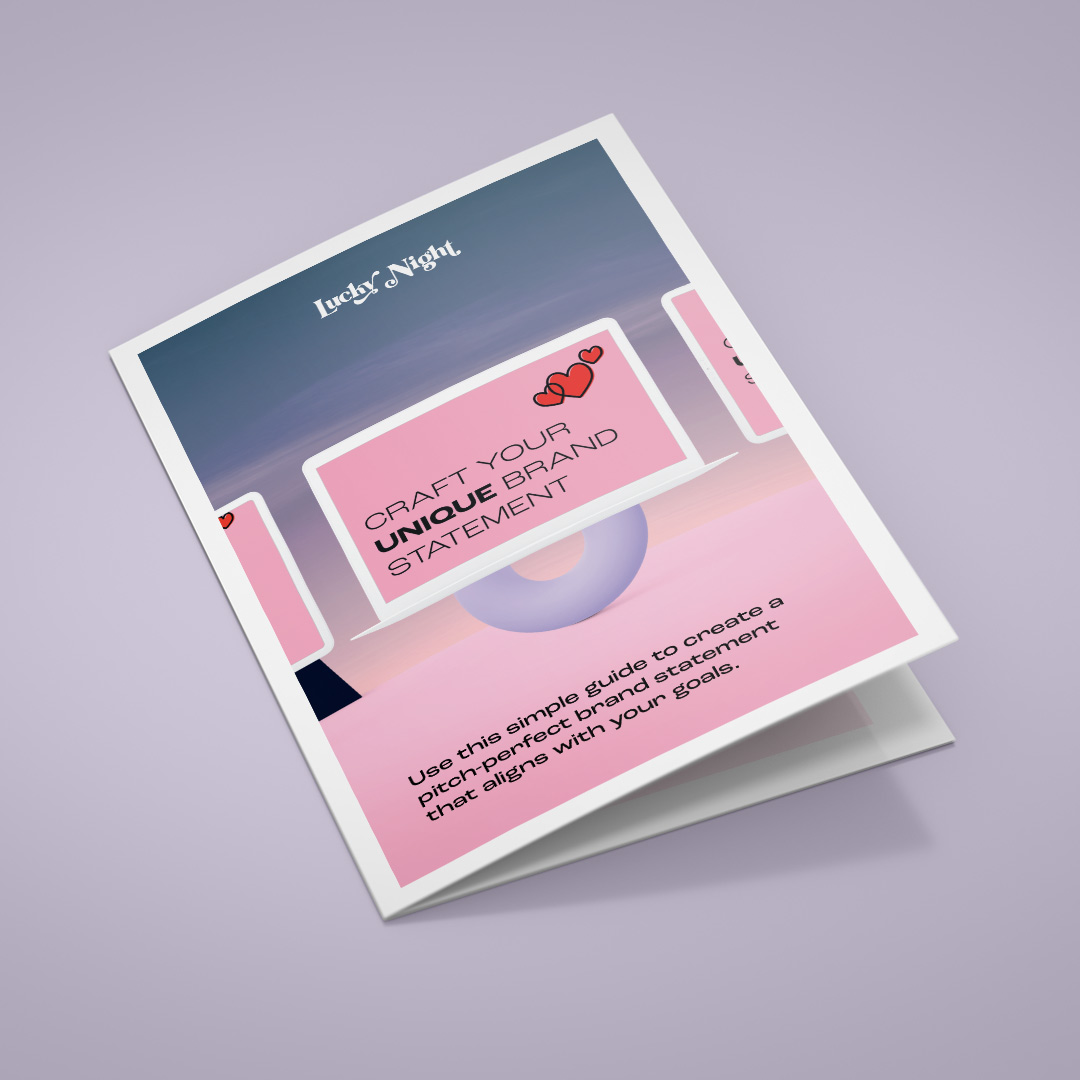 Lucky Night
CRAFT YOUR
UNIQUE BRAND
STATEMENT
Use this simple guide to create a
pitch-perfect brand statement
that aligns with your goals.